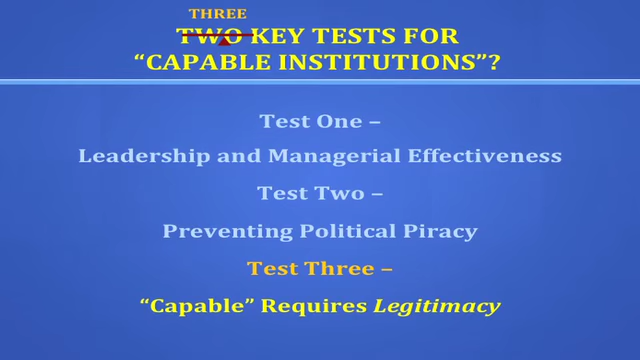 THREE
TWO KEY TESTS FOR
“CAPABLE INSTITUTIONS”?
Test One –
Leadership and Managerial Effectiveness
Test Two –
Preventing Political Piracy
Test Three –
“Capable” Requires Legitimacy